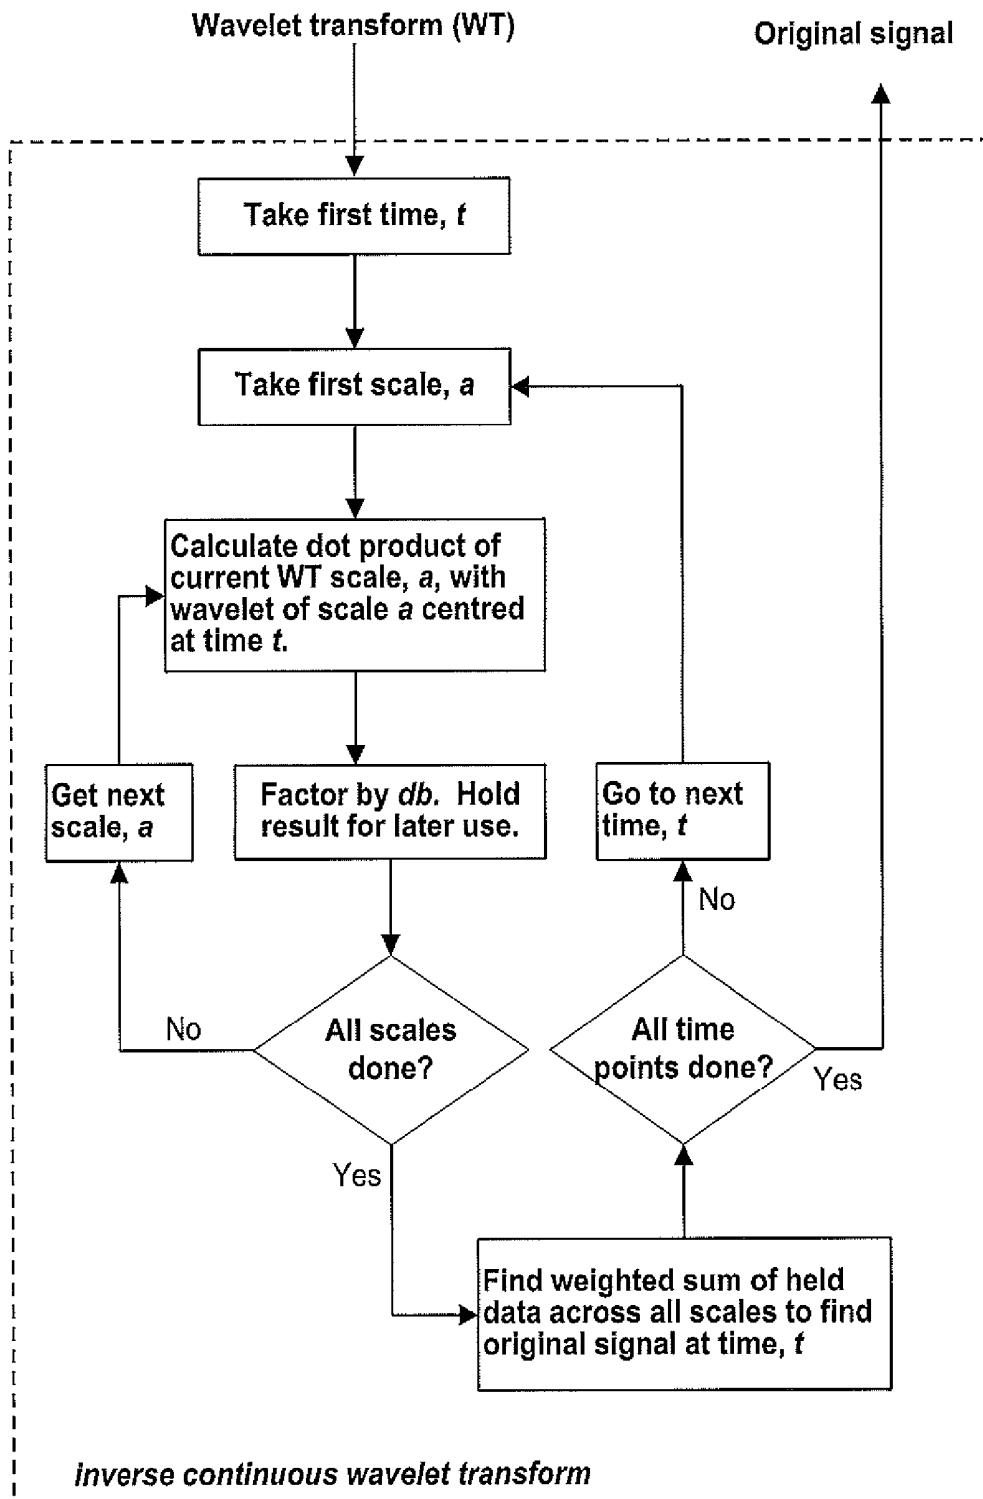 Wavelet transform (WT)
Original signal
Take first time, t
Take first scale, a
Calculate dot product of
current WT scale, a, with
wavelet of scale a centred
at time t.
Get next
scale, a
Factor by db. Hold
result for later use.
Go to next
time, t
No
No
All scales
done?
All time
points done?
Yes
Yes
Find weighted sum of held
data across all scales to find
original signal at time, t
inverse continuous wavelet transform